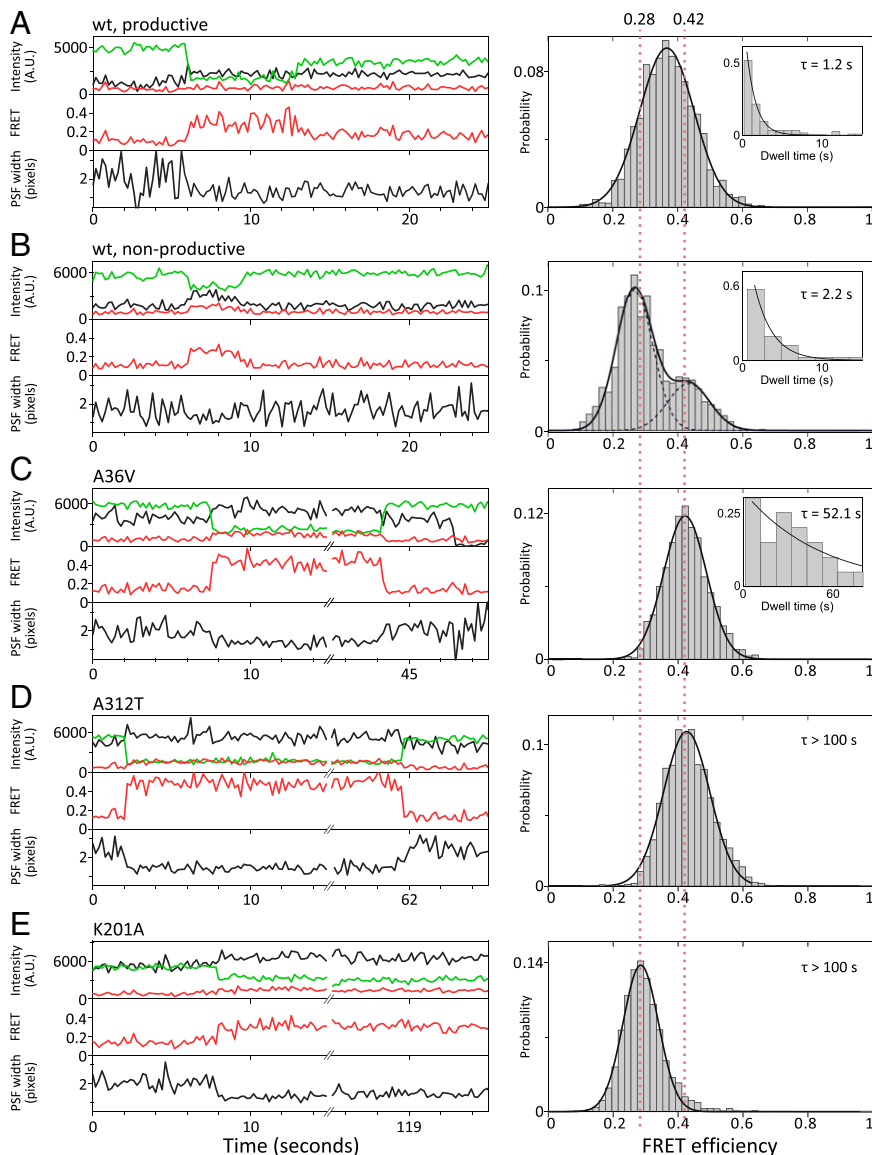 A
wt, productive
Intensity
(A.U.)
5000
0
FRET
0.4
0.2
0
PSF width
(pixels)
2
0
10
20
0.28
0.42
Probability
0.08
0
0
0.2
0.4
0.6
0.8
1
τ = 1.2 s
0.5
0
0
10
Dwell time (s)
B
wt, non-productive
Intensity
(A.U.)
6000
0
FRET
0.4
0.2
0
PSF width
(pixels)
2
0
10
20
Probability
0.1
0
0
0.2
0.4
0.6
0.8
1
τ = 2.2 s
0.6
0
0
10
Dwell time (s)
C
A36V
Intensity
(A.U.)
6000
0
FRET
0.4
0.2
0
PSF width
(pixels)
2
0
10
45
Probability
0.12
0
0
0.2
0.4
0.6
0.8
1
τ = 52.1 s
0.25
0
0
60
Dwell time (s)
D
A312T
Intensity
(A.U.)
6000
0
FRET
0.4
0.2
0
PSF width
(pixels)
2
0
10
62
Probability
0.1
0
0
0.2
0.4
0.6
0.8
1
τ > 100 s
E
K201A
Intensity
(A.U.)
6000
0
FRET
0.4
0.2
0
PSF width
(pixels)
2
0
10
119
Time (seconds)
Probability
0.14
0
0
0.2
0.4
0.6
0.8
1
τ > 100 s
FRET efficiency